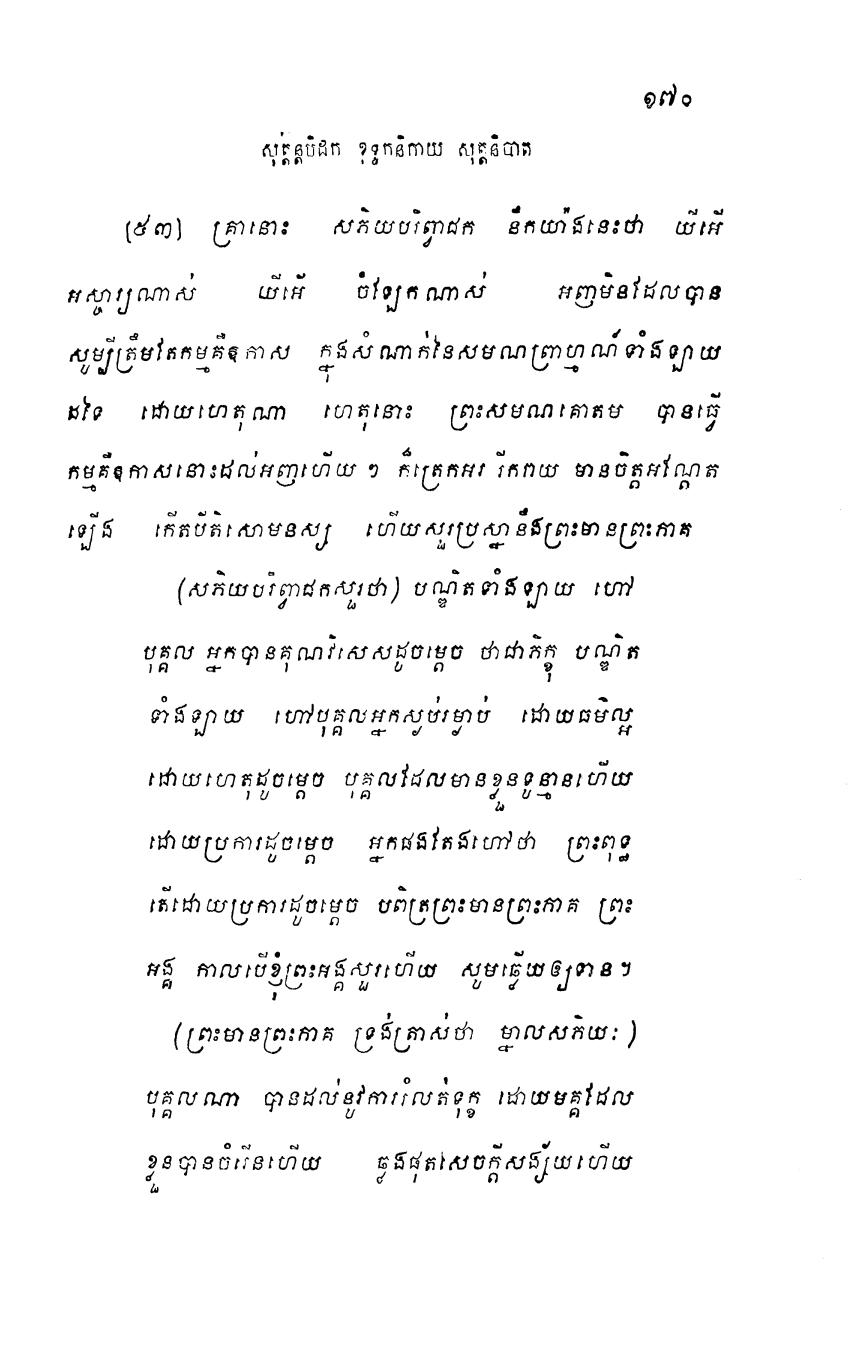 ១៧០
សុត្តន្តបិដក ខុទ្ទកនិកាយ សុត្តនិបាត
[៥៣] គ្រានោះ សភិយបរិព្វាជក នឹកយ៉ាងនេះថា យីអើ
អស្ចារ្យណាស់ យីអើ ចំឡែកណាស់ អញមិនដែលបាន
សូម្បីត្រឹមតែកម្មគឺឱកាស ក្នុងសំណាក់នៃសមណព្រាហ្មណ៍ទាំងឡាយ
ដទៃ ដោយហេតុណា ហេតុនោះ ព្រះសមណគោតម បានធ្វើ
កម្មគឺឱកាសនោះដល់អញហើយ ៗ ក៏ត្រេកអរ រីករាយ មានចិត្តអណ្តែត
ឡើង កើតបីតិសោមនស្ស ហើយសួរប្រស្នានឹងព្រះមានព្រះភាគ
(សភិយបរិព្វាជកសួរថា) បណ្ឌិតទាំងឡាយ ហៅ
បុគ្គល អ្នកបានគុណវិសេសដូចម្តេច ថាជាភិក្ខុ បណ្ឌិត
ទាំងឡាយ ហៅបុគ្គលអ្នកស្ងប់រម្ងាប់ ដោយធម៌ល្អ
ដោយហេតុដូចម្តេច បុគ្គលដែលមានខ្លួនទូន្មានហើយ
ដោយប្រការដូចម្តេច អ្នកផងតែងហៅថា ព្រះពុទ្ធ
តើដោយប្រការដូចម្តេច បពិត្រព្រះមានព្រះភាគ ព្រះ
អង្គ កាលបើខ្ញុំព្រះអង្គសួរហើយ សូមឆ្លើយឲ្យទាន។
(ព្រះមានព្រះភាគ ទ្រង់ត្រាស់ថា ម្នាលសភិយៈ)
បុគ្គលណា បានដល់នូវការរំលត់ទុក្ខ ដោយមគ្គដែល
ខ្លួនបានចំរើនហើយ ឆ្លងផុតសេចក្តីសង្ស័យហើយ